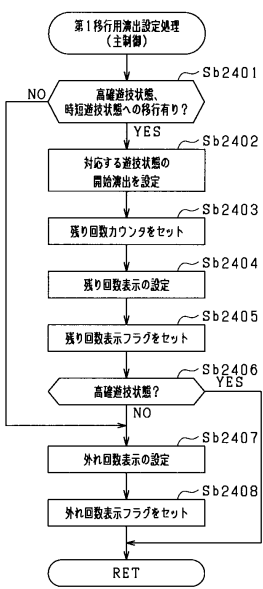 第1移行用演出設定処理
(主制御)
Sb2401
高確遊技状態、
時短遊技状態への移行有り?
NO
YES
Sb2402
対応する遊技状態の
開始演出を設定
Sb2403
残り回数カウンタをセット
Sb2404
残り回数表示の設定
Sb2405
残り回数表示フラグをセット
Sb2406
高確遊技状態?
YES
NO
Sb2407
外れ回数表示の設定
Sb2408
外れ回数表示フラグをセット
RET